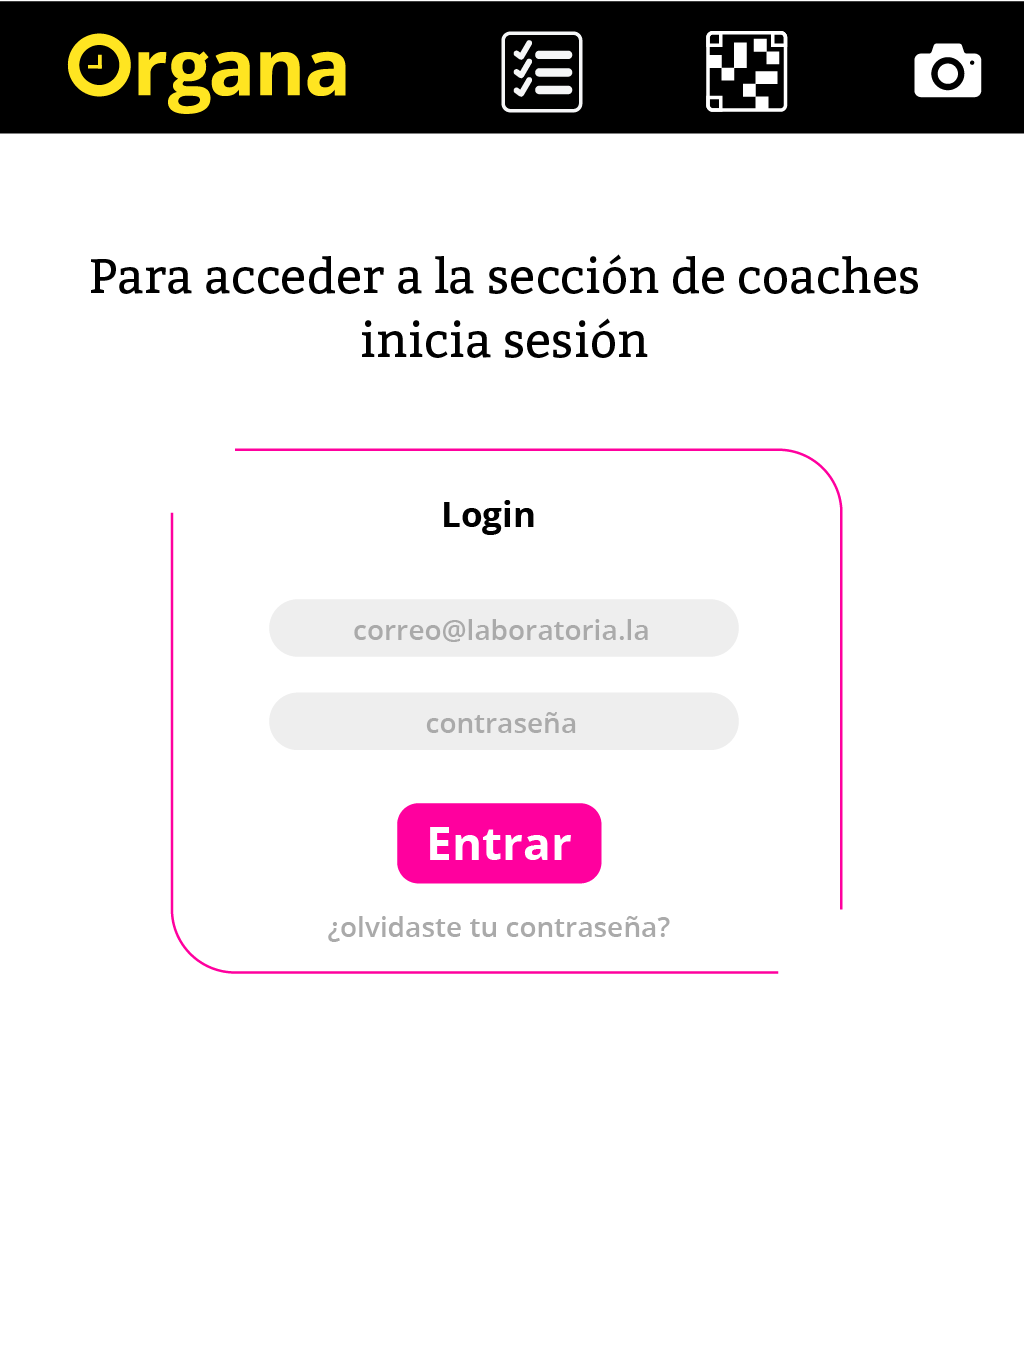 Organa
Para acceder a la sección de coaches
inicia sesión
Login
correo@laboratoria.la
contraseña
Entrar
¿olvidaste tu contraseña?